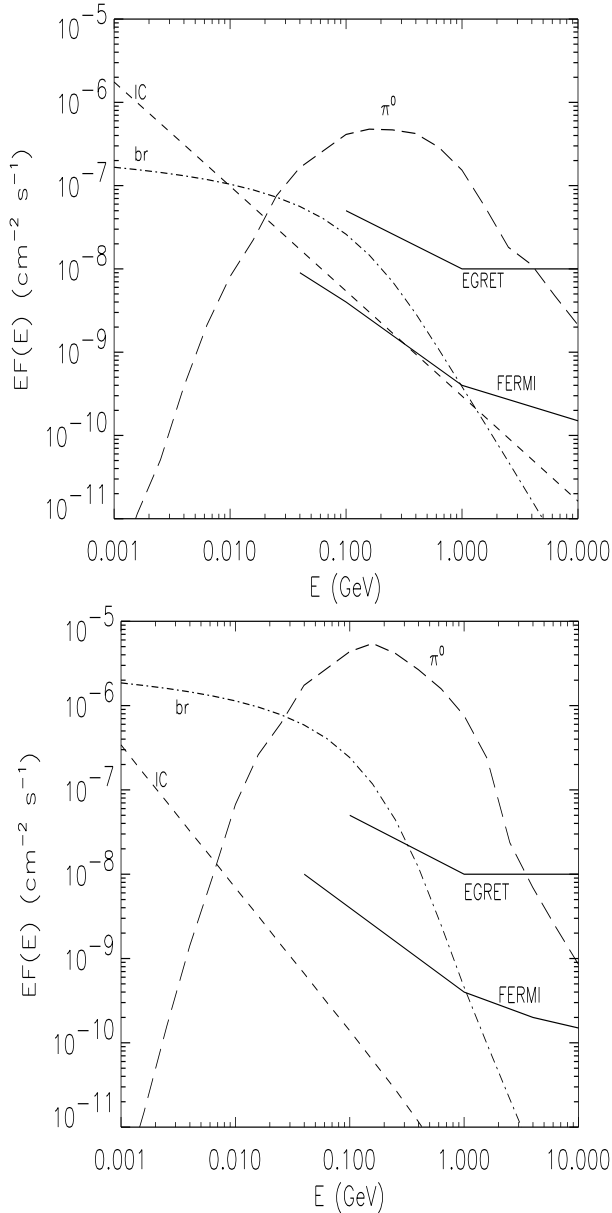 10⁻⁵
10⁻⁶
10⁻⁷
10⁻⁸
10⁻⁹
10⁻¹⁰
10⁻¹¹
EF(E) (cm⁻² s⁻¹)
IC
br
π⁰
EGRET
FERMI
0.001 0.010 0.100 1.000 10.000
E (GeV)
10⁻⁵
10⁻⁶
10⁻⁷
10⁻⁸
10⁻⁹
10⁻¹⁰
10⁻¹¹
EF(E) (cm⁻² s⁻¹)
π⁰
br
IC
EGRET
FERMI
0.001 0.010 0.100 1.000 10.000
E (GeV)